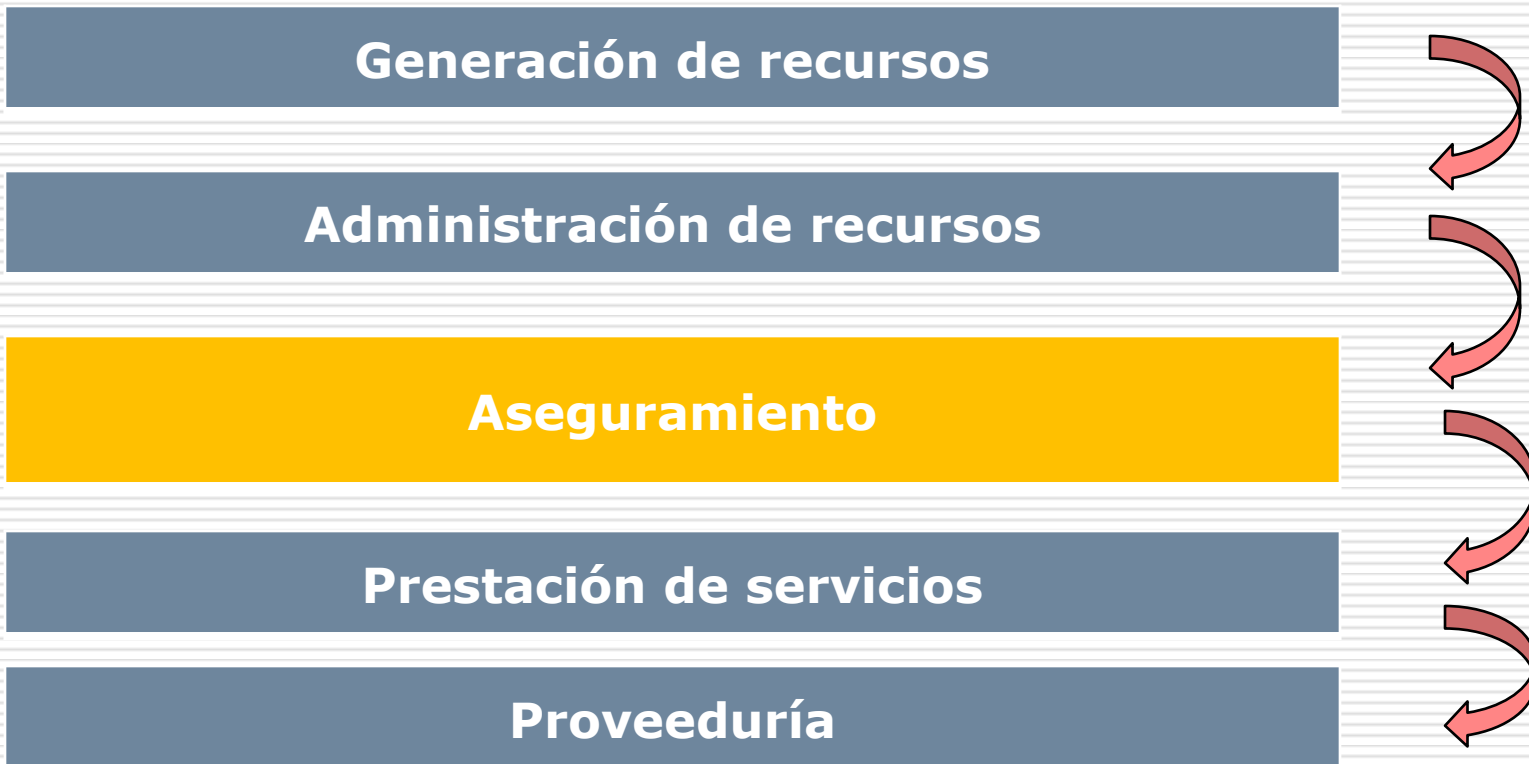 Generación de recursos
Administración de recursos
Aseguramiento
Prestación de servicios
Proveeduría